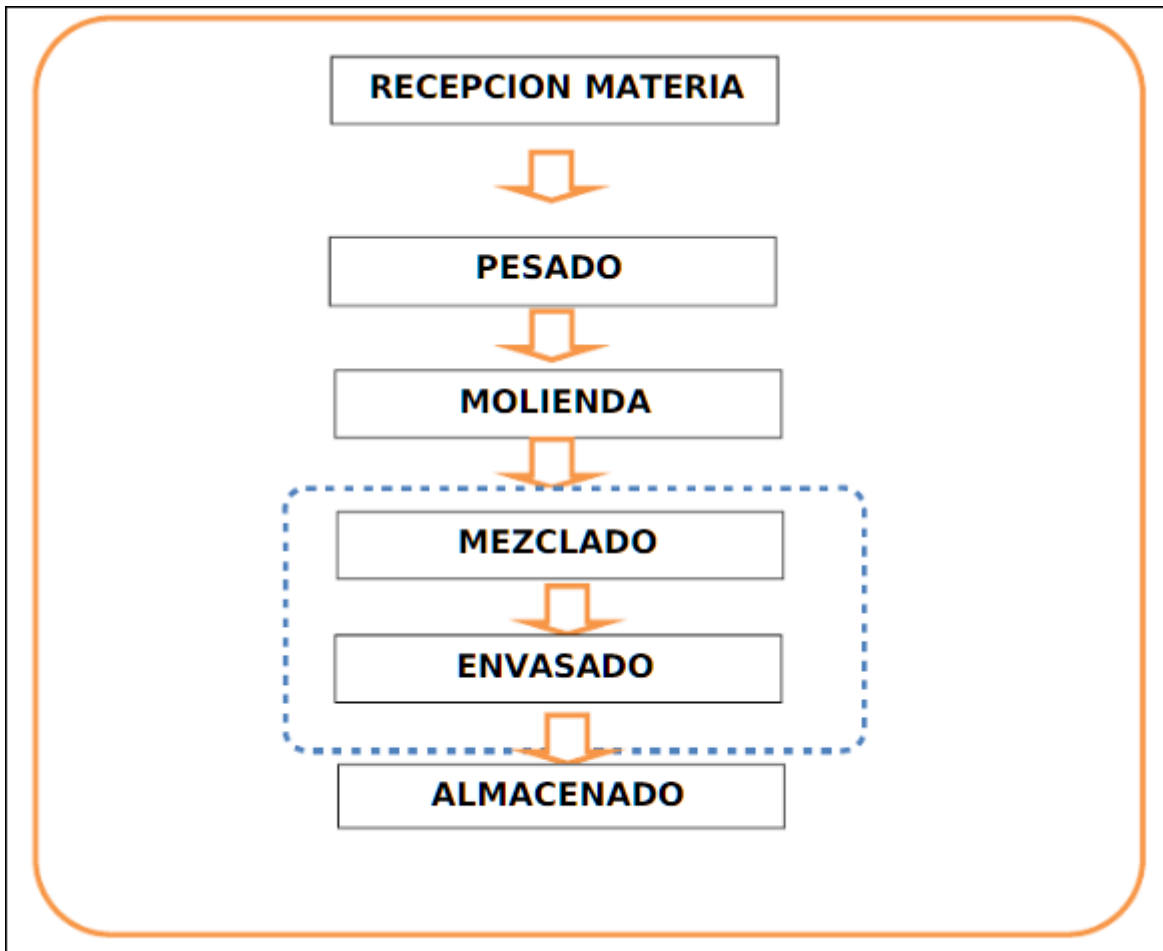 RECEPCION MATERIA
PESADO
MOLIENDA
MEZCLADO
ENVASADO
ALMACENADO